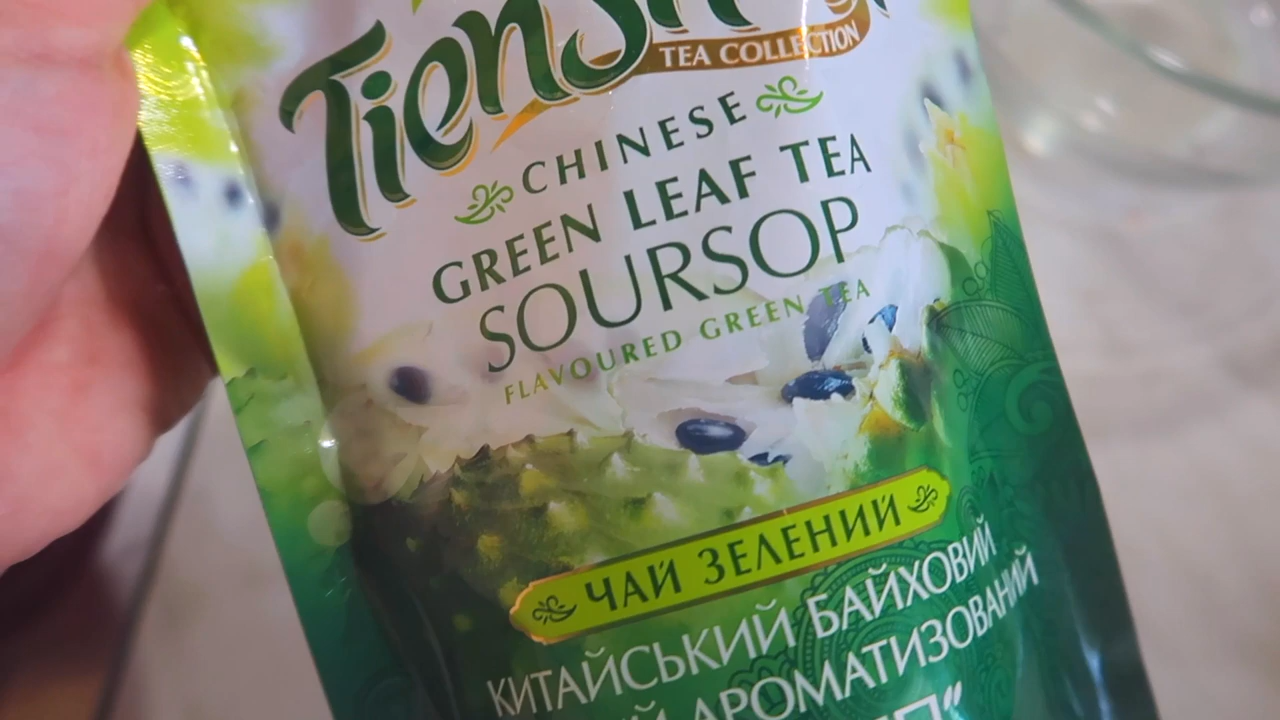 TEA COLLECTION
CHINESE
GREEN LEAF TEA
SOURSOP
FLAVOURED GREEN TEA
ЧАЙ ЗЕЛЕНИЙ
КИТАЙСЬКИЙ БАЙХОВИЙ
АРОМАТИЗОВАНИЙ